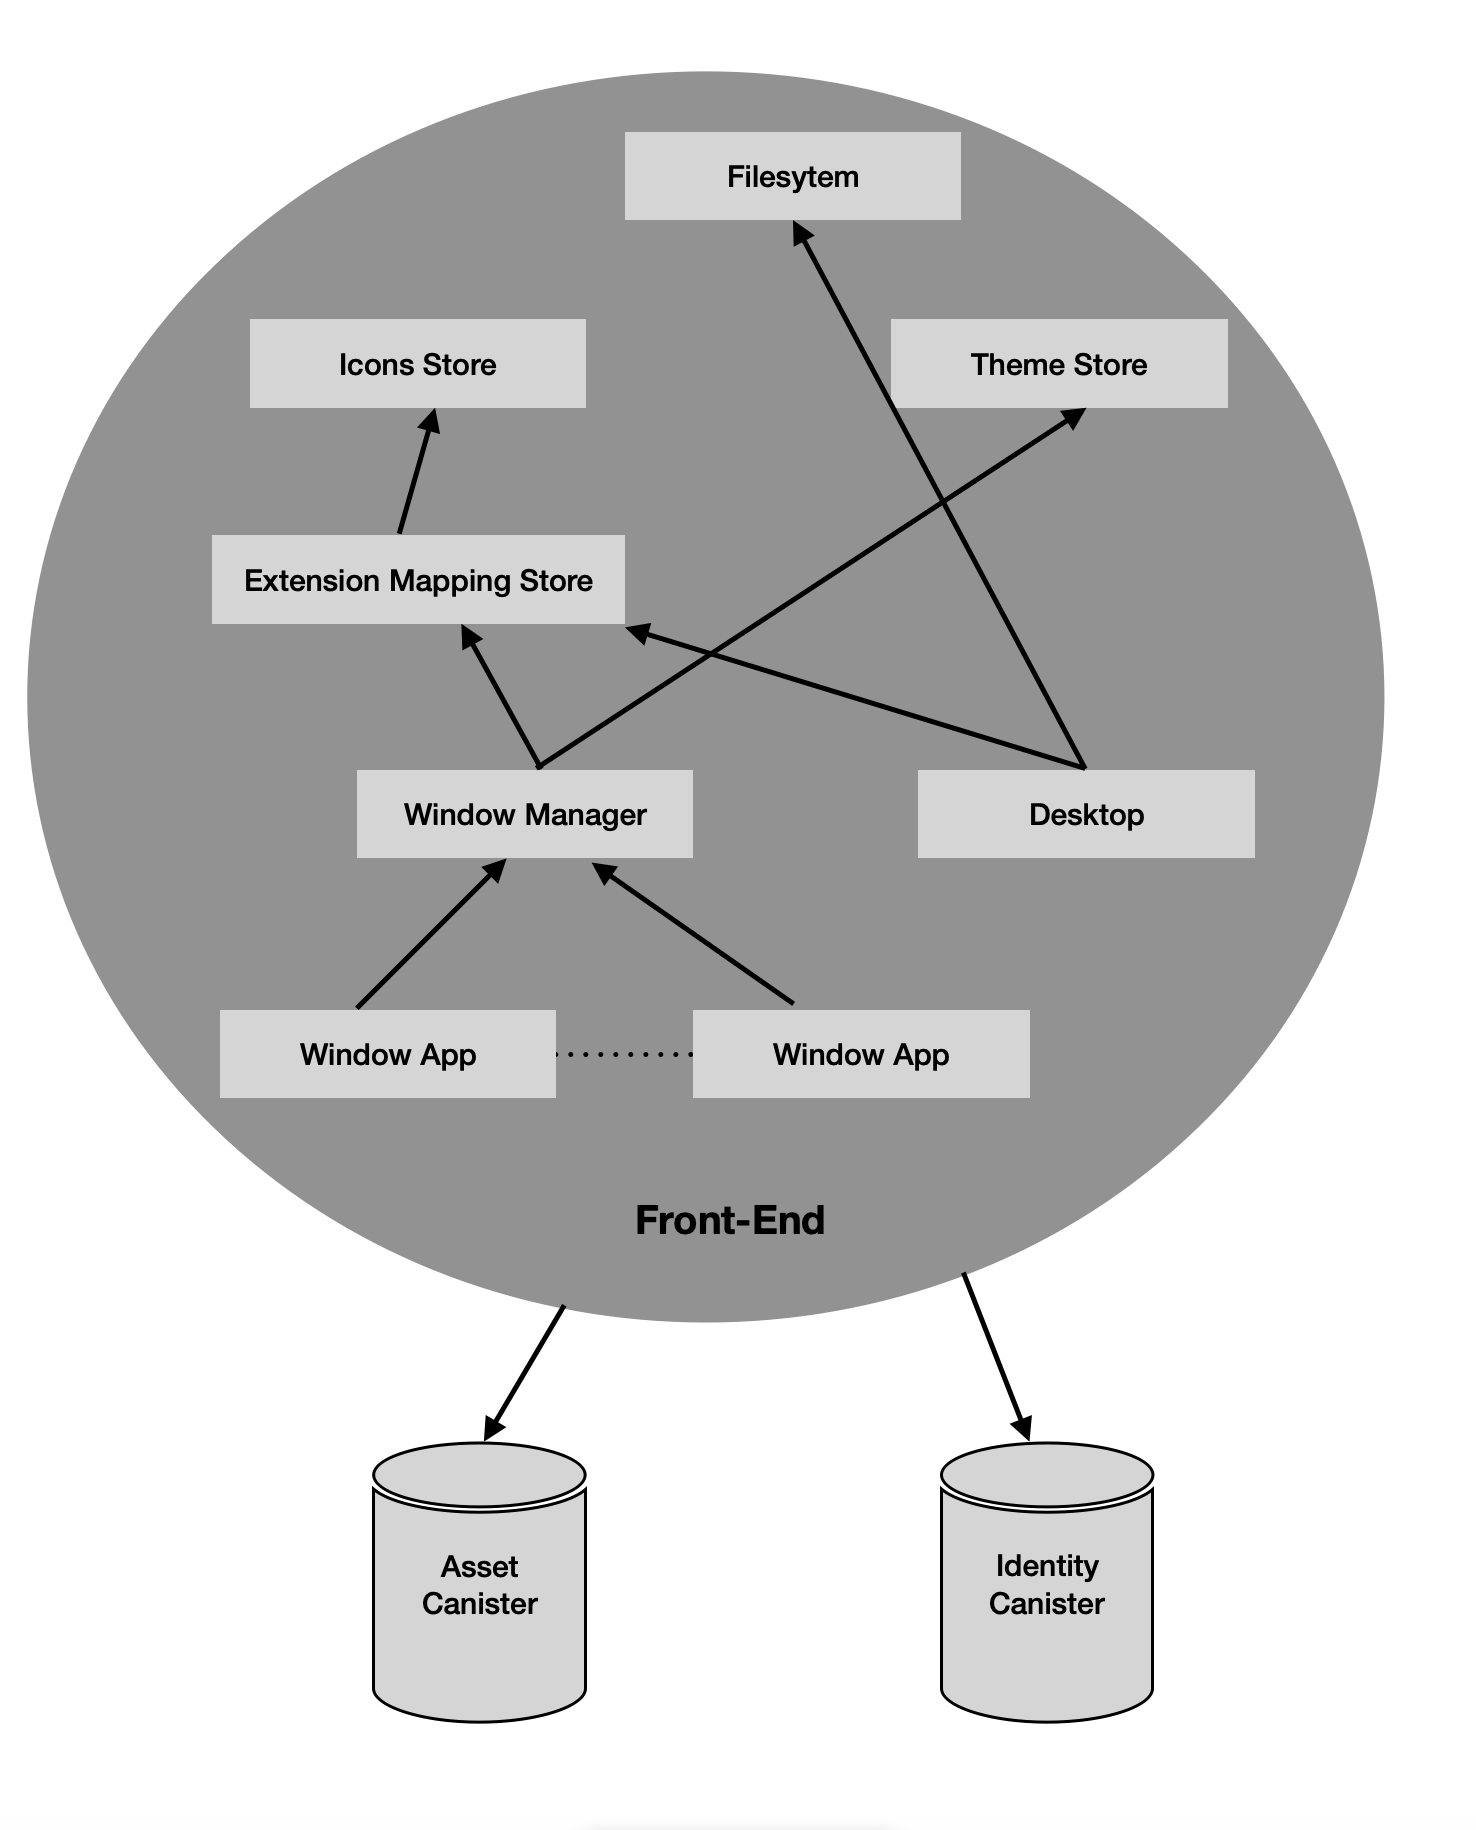 Filesytem
Icons Store
Theme Store
Extension Mapping Store
Window Manager
Desktop
Window App
Window App
Front-End
Asset
Canister
Identity
Canister